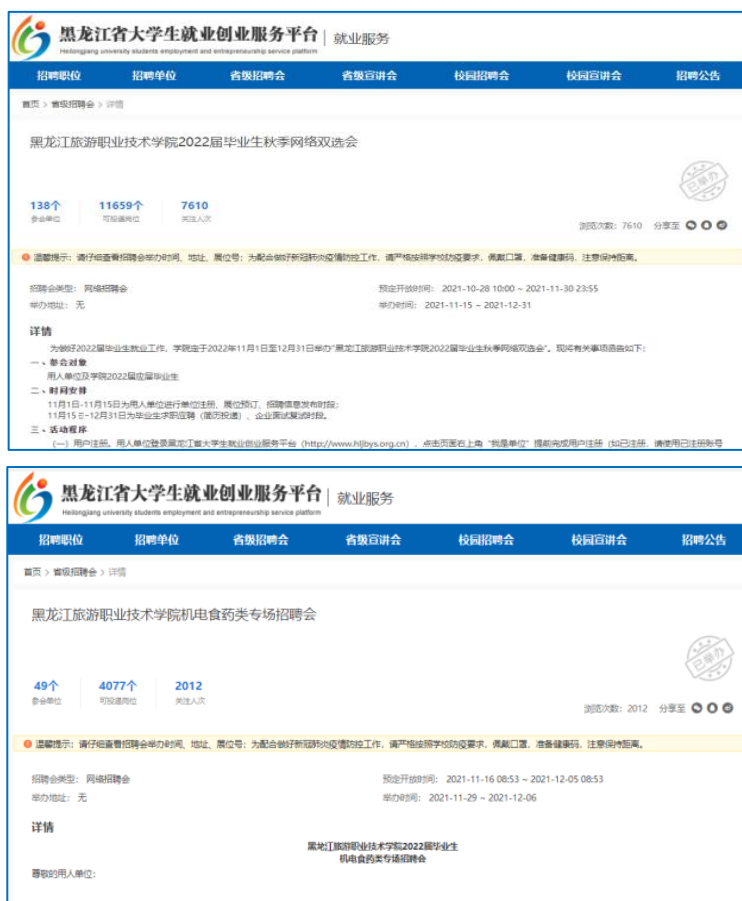 黑龙江省大学生就业创业服务平台 就业服务
Heilongjiang university students employment and entrepreneurship service platform
招聘职位 招聘单位 省级招聘会 省级宣讲会 校园招聘会 校园宣讲会 招聘公告
首页 > 省级招聘会 > 详情
黑龙江旅游职业技术学院2022届毕业生秋季网络双选会
已举办
138个 11659个 7610
参会单位 可投递岗位 关注人次
浏览次数：7610 分享至
温馨提示：请仔细查看招聘会举办时间、地址、展位号；为配合做好新冠肺炎疫情防控工作，请严格按照学校防疫要求，佩戴口罩，准备健康码，注意保持距离。
招聘会类型： 网络招聘会 预定开放时间： 2021-10-28 10:00 ~ 2021-11-30 23:55
举办地址： 无 举办时间： 2021-11-15 ~ 2021-12-31
详情
为做好2022届毕业生就业工作，学院定于2022年11月1日至12月31日举办“黑龙江旅游职业技术学院2022届毕业生秋季网络双选会”。现将有关事项函告如下：
一、参会对象
用人单位及学院2022届应届毕业生
二、时间安排
11月1日-11月15日为用人单位进行单位注册、展位预订、招聘信息发布时段；
11月15日~12月31日为毕业生求职应聘（简历投递）、企业面试复试时段。
三、活动程序
（一）用户注册。用人单位登录黑龙江省大学生就业创业服务平台（http://www.hljbys.org.cn），点击页面右上角“我是单位”提前完成用户注册（如已注册，请使用已注册账号
黑龙江省大学生就业创业服务平台 就业服务
Heilongjiang university students employment and entrepreneurship service platform
招聘职位 招聘单位 省级招聘会 省级宣讲会 校园招聘会 校园宣讲会 招聘公告
首页 > 省级招聘会 > 详情
黑龙江旅游职业技术学院机电食药类专场招聘会
已举办
49个 4077个 2012
参会单位 可投递岗位 关注人次
浏览次数：2012 分享至
温馨提示：请仔细查看招聘会举办时间、地址、展位号；为配合做好新冠肺炎疫情防控工作，请严格按照学校防疫要求，佩戴口罩，准备健康码，注意保持距离。
招聘会类型： 网络招聘会 预定开放时间： 2021-11-16 08:53 ~ 2021-12-05 08:53
举办地址： 无 举办时间： 2021-11-29 ~ 2021-12-06
详情
黑龙江旅游职业技术学院2022届毕业生
机电食药类专场招聘会
尊敬的用人单位：